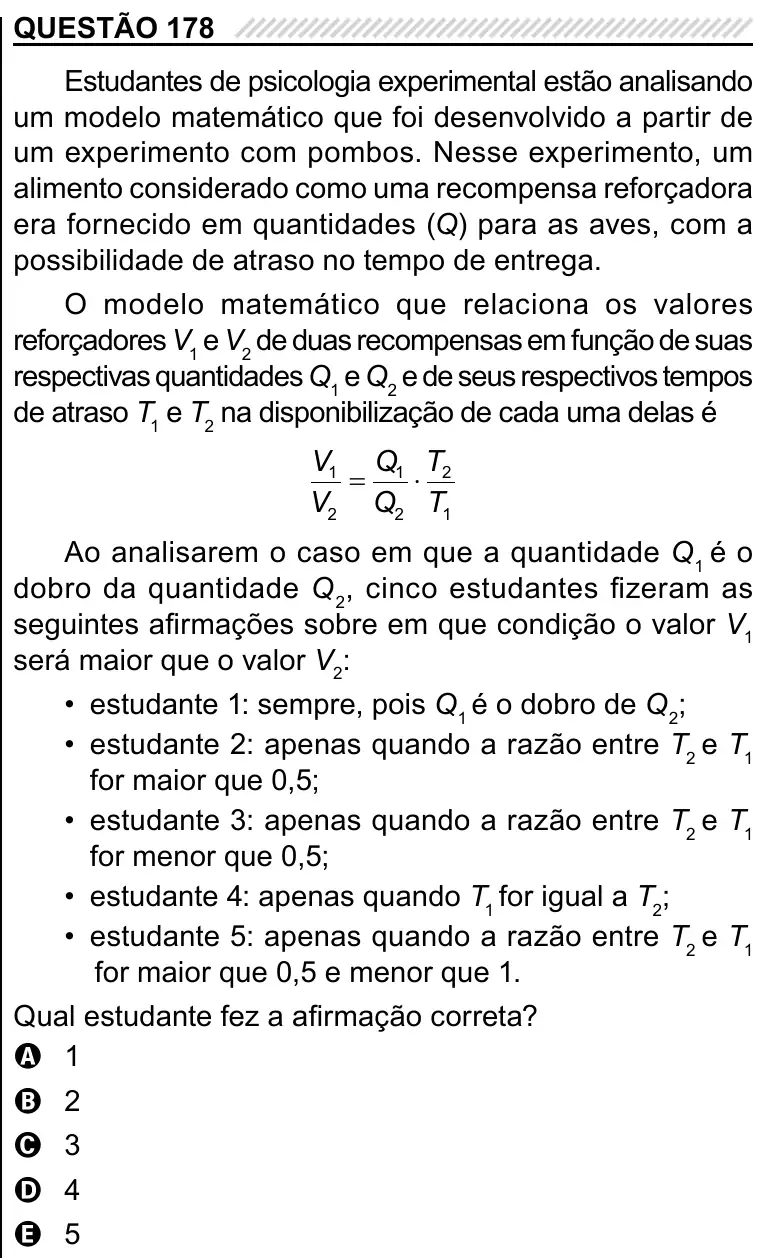 QUESTÃO 178
Estudantes de psicologia experimental estão analisando
um modelo matemático que foi desenvolvido a partir de
um experimento com pombos. Nesse experimento, um
alimento considerado como uma recompensa reforçadora
era fornecido em quantidades (Q) para as aves, com a
possibilidade de atraso no tempo de entrega.
O modelo matemático que relaciona os valores
reforçadores V₁ e V₂ de duas recompensas em função de suas
respectivas quantidades Q₁ e Q₂ e de seus respectivos tempos
de atraso T₁ e T₂ na disponibilização de cada uma delas é
V₁/V₂ = Q₁/Q₂ · T₂/T₁
Ao analisarem o caso em que a quantidade Q₁ é o
dobro da quantidade Q₂, cinco estudantes fizeram as
seguintes afirmações sobre em que condição o valor V₁
será maior que o valor V₂:
• estudante 1: sempre, pois Q₁ é o dobro de Q₂;
• estudante 2: apenas quando a razão entre T₂ e T₁
for maior que 0,5;
• estudante 3: apenas quando a razão entre T₂ e T₁
for menor que 0,5;
• estudante 4: apenas quando T₁ for igual a T₂;
• estudante 5: apenas quando a razão entre T₂ e T₁
for maior que 0,5 e menor que 1.
Qual estudante fez a afirmação correta?
A 1
B 2
C 3
D 4
E 5